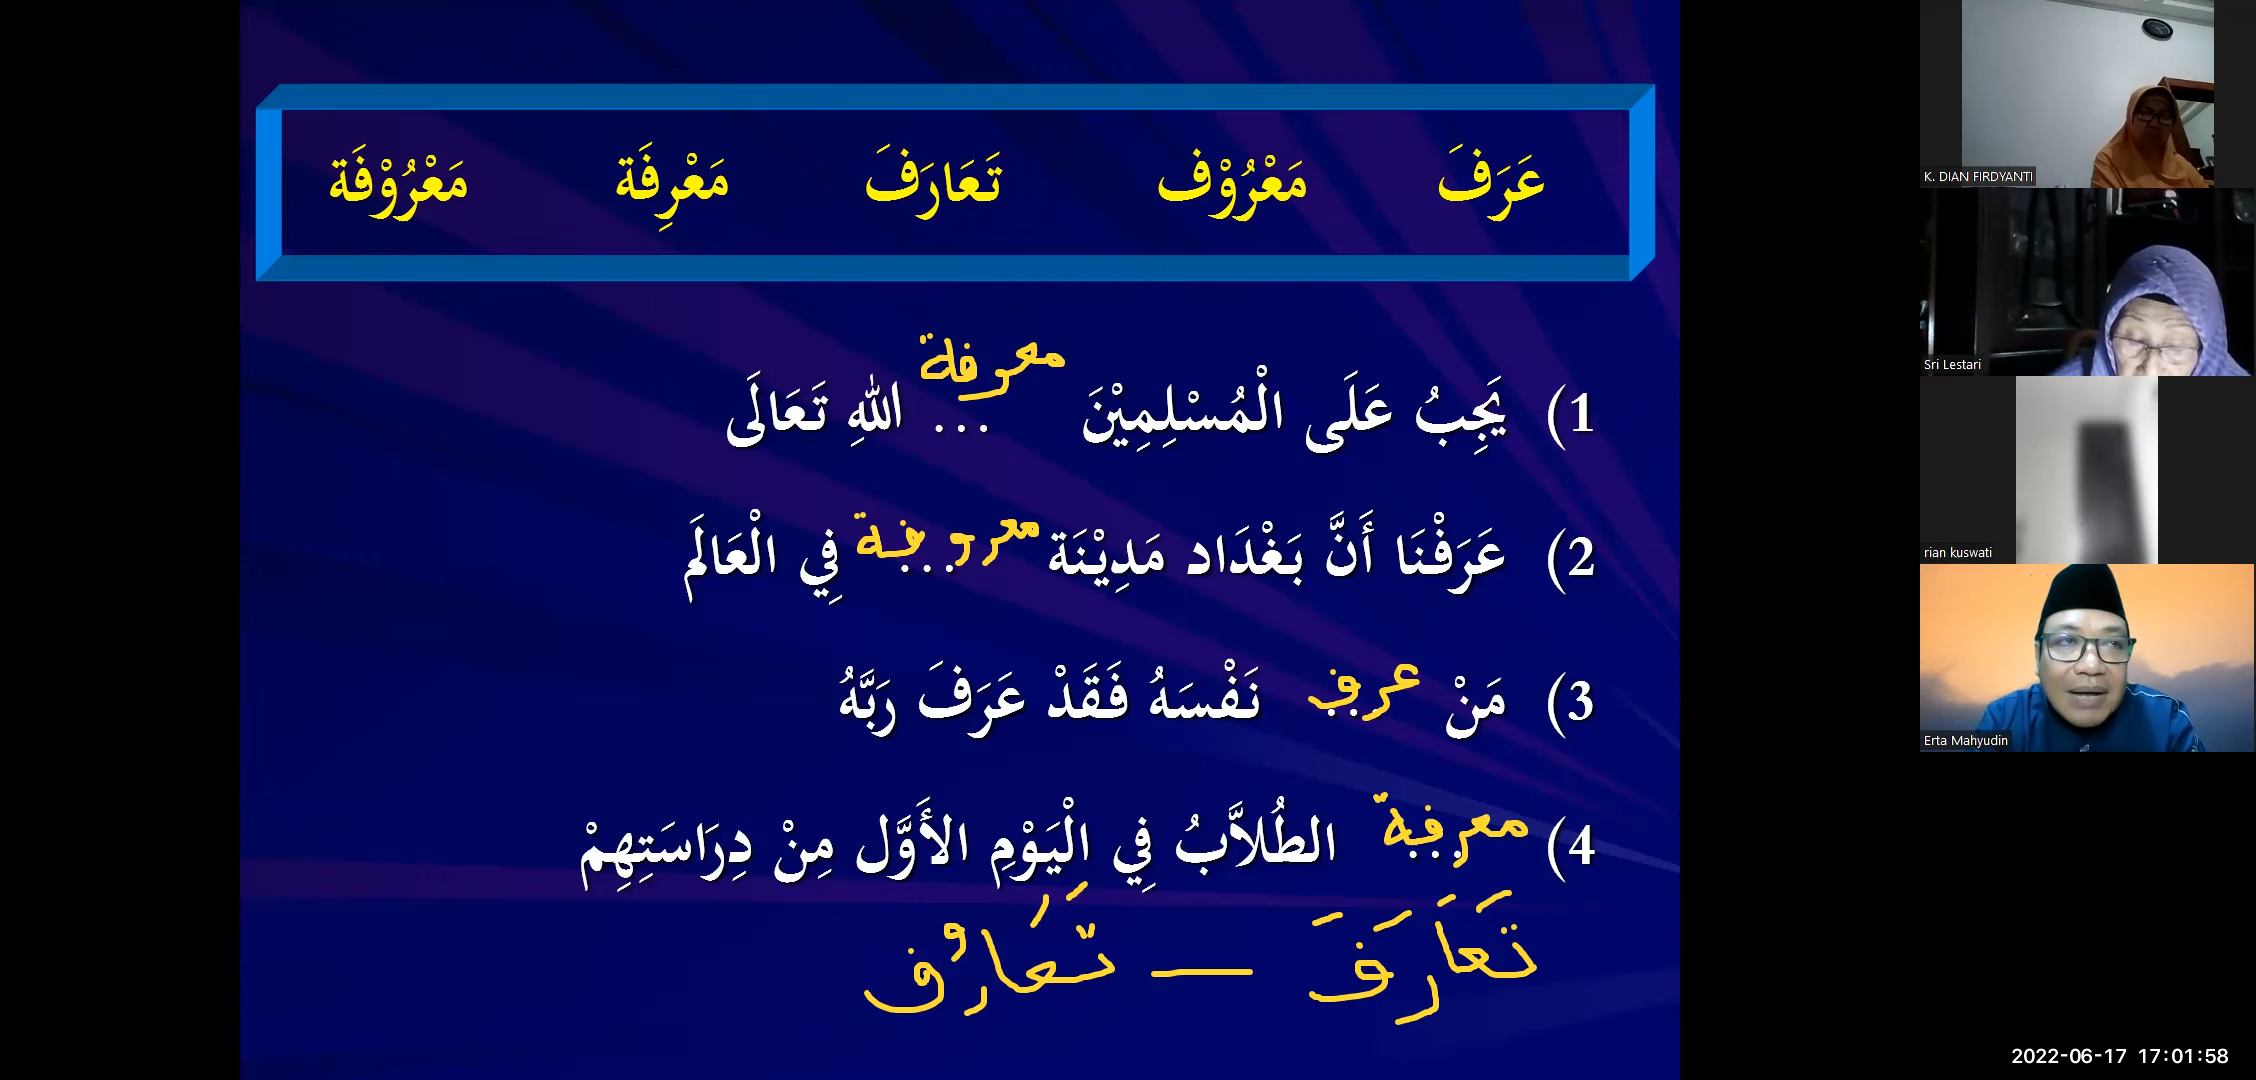 عَرَفَ مَعْرُوْف تَعَارَفَ مَعْرِفَة مَعْرُوْفَة
معرفة
1) يَجِبُ عَلَى الْمُسْلِمِيْنَ ... اللهِ تَعَالَى
2) عَرَفْنَا أَنَّ بَغْدَاد مَدِيْنَة ... معروفة فِي الْعَالَم
3) مَنْ ... عرف نَفْسَهُ فَقَدْ عَرَفَ رَبَّهُ
4) ... معرفة الطُلاَّبُ فِي الْيَوْمِ الأَوَّل مِنْ دِرَاسَتِهِمْ
تَعَارَفَ — تَعَارُف
K. DIAN FIRDYANTI
Sri Lestari
rian kuswati
Erta Mahyudin
2022-06-17 17:01:58